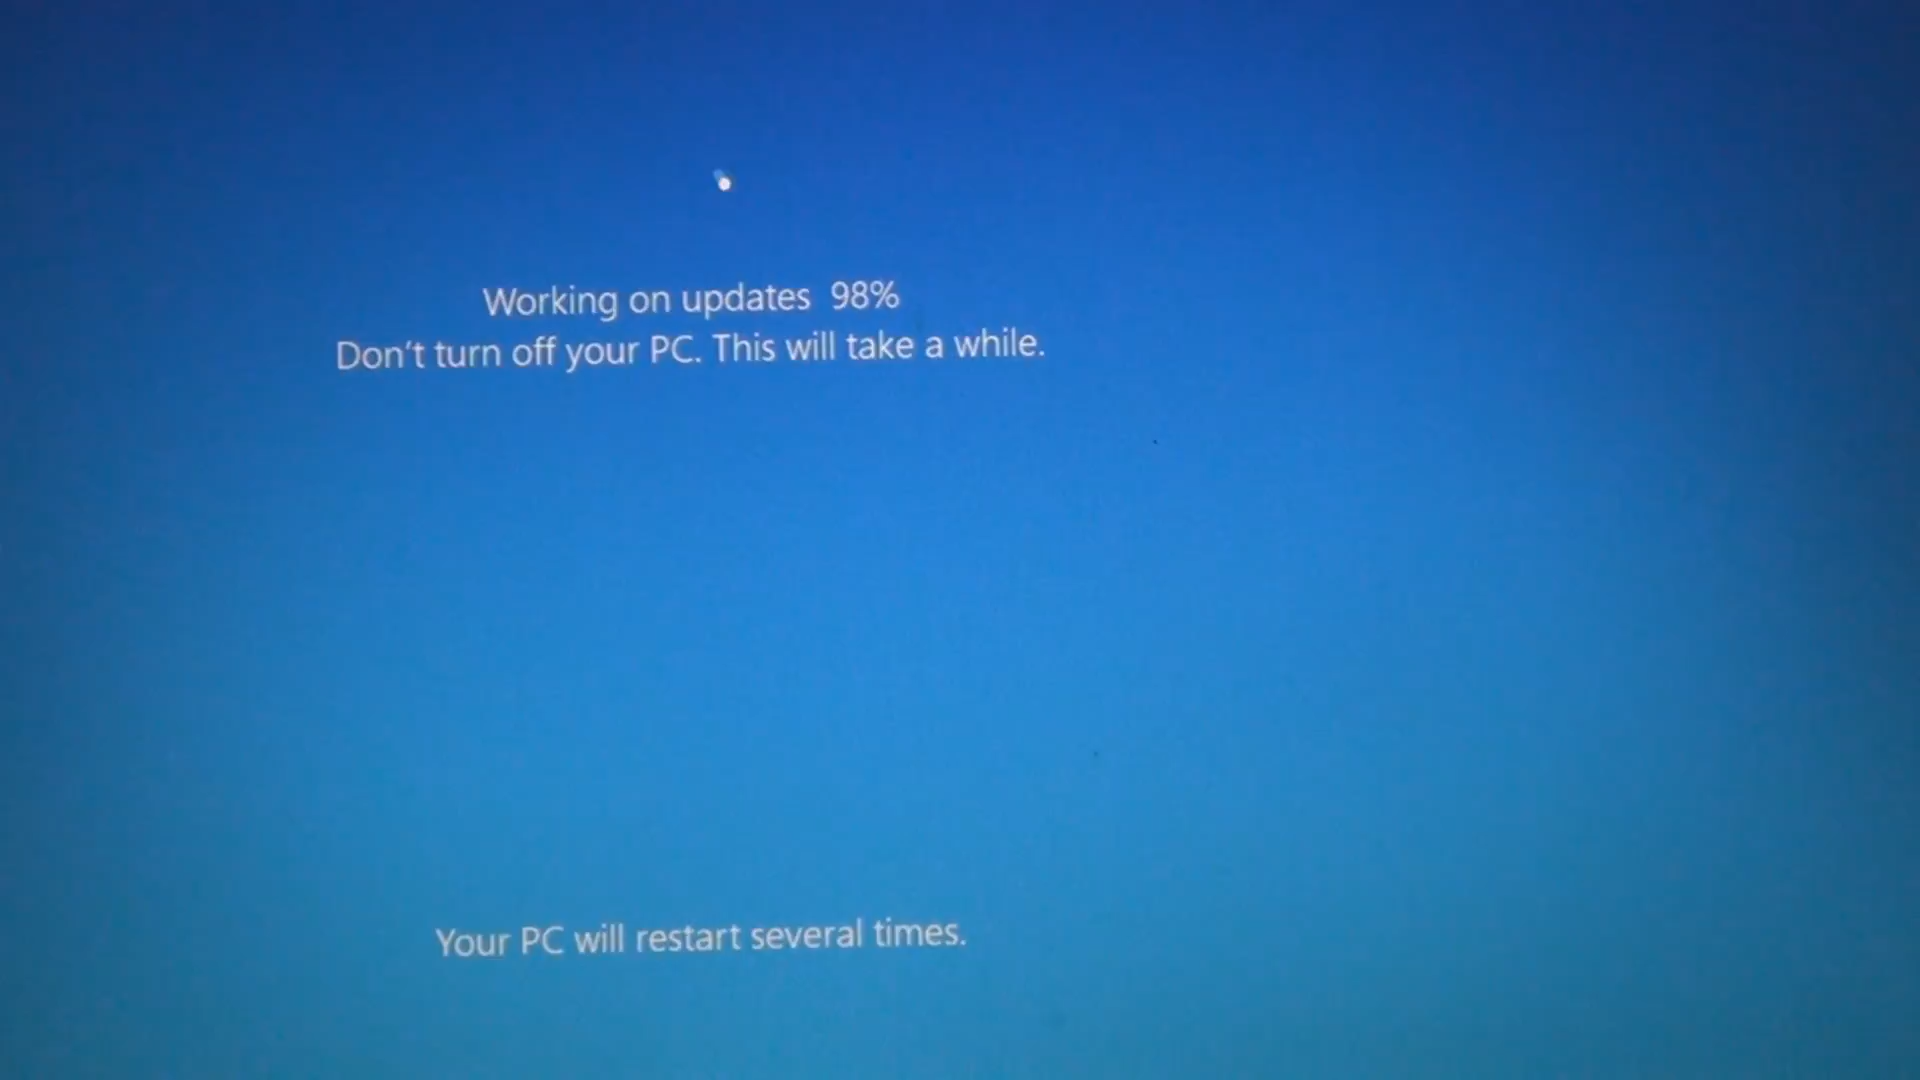 Working on updates 98%
Don't turn off your PC. This will take a while.
Your PC will restart several times.